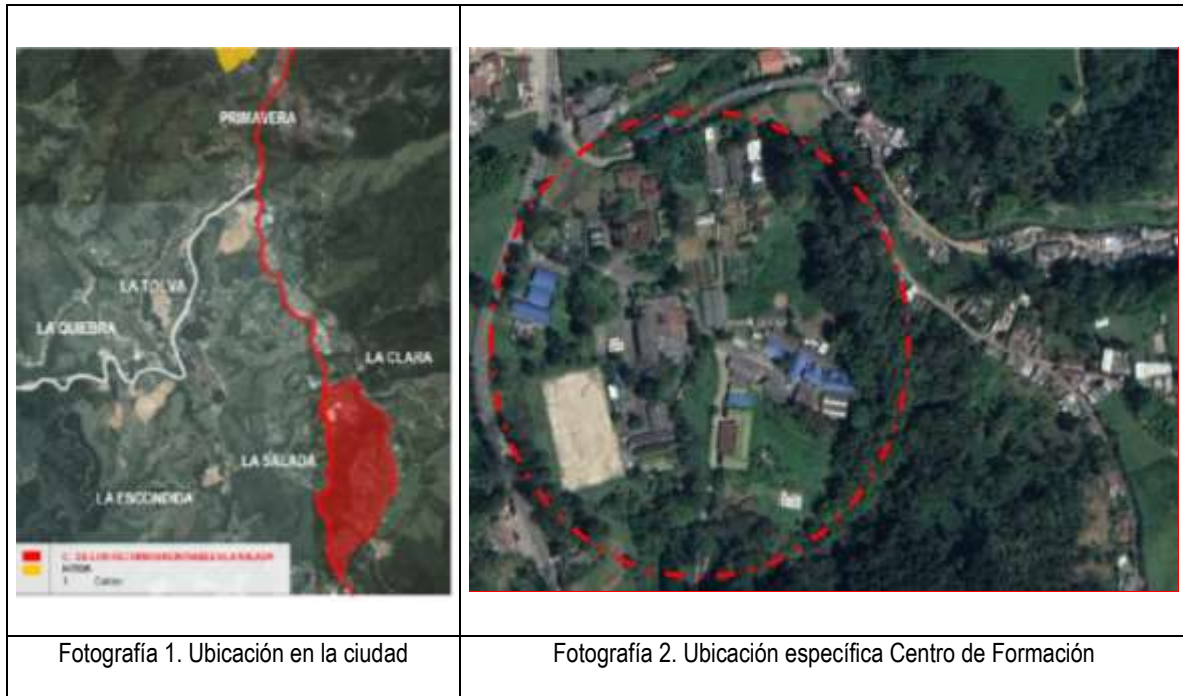 PRIMAVERA
LA TOLVA
LA QUIEBRA
LA CLARA
LA SALADA
LA ESCONDIDA
Fotografía 1. Ubicación en la ciudad
Fotografía 2. Ubicación específica Centro de Formación